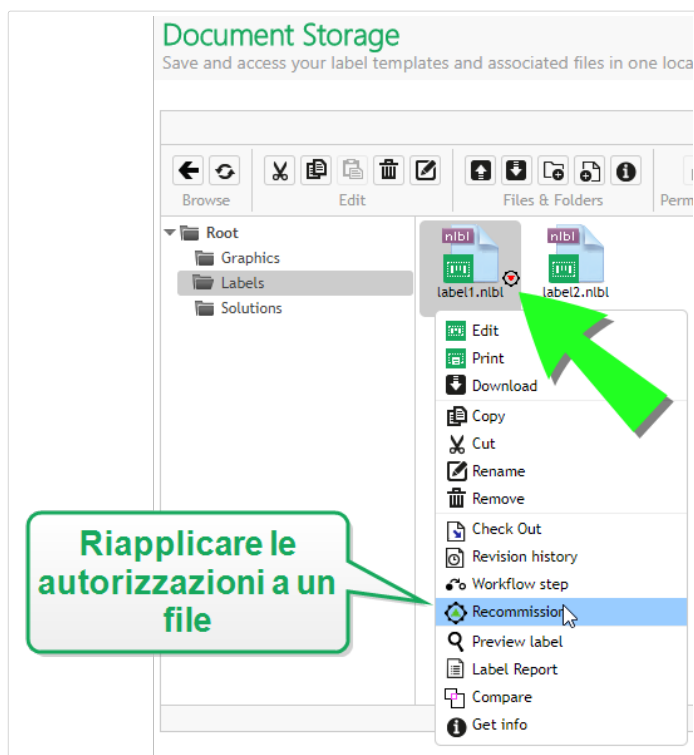 Document Storage
Save and access your label templates and associated files in one loca
Browse
Edit
Files & Folders
Perm
Root
Graphics
Labels
Solutions
nlbl
nlbl
label1.nlbl
label2.nlbl
Edit
Print
Download
Copy
Cut
Rename
Remove
Check Out
Revision history
Workflow step
Recommission
Preview label
Label Report
Compare
Get info
Riapplicare le
autorizzazioni a un
file